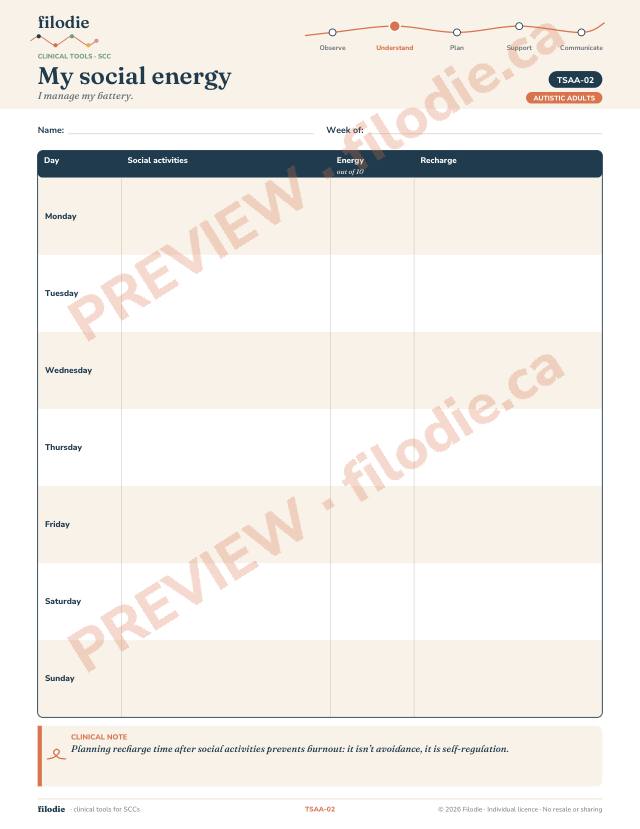 filodie
CLINICAL TOOLS · SCC
Observe Understand Plan Support Communicate
My social energy
TSAA-02
I manage my battery.
AUTISTIC ADULTS
Name: Week of:
Day Social activities Energy Recharge
out of 10
Monday
Tuesday
Wednesday
Thursday
Friday
Saturday
Sunday
PREVIEW · filodie.ca
PREVIEW · filodie.ca
CLINICAL NOTE
Planning recharge time after social activities prevents burnout: it isn't avoidance, it is self-regulation.
filodie · clinical tools for SCCs TSAA-02 © 2026 Filodie · Individual licence · No resale or sharing